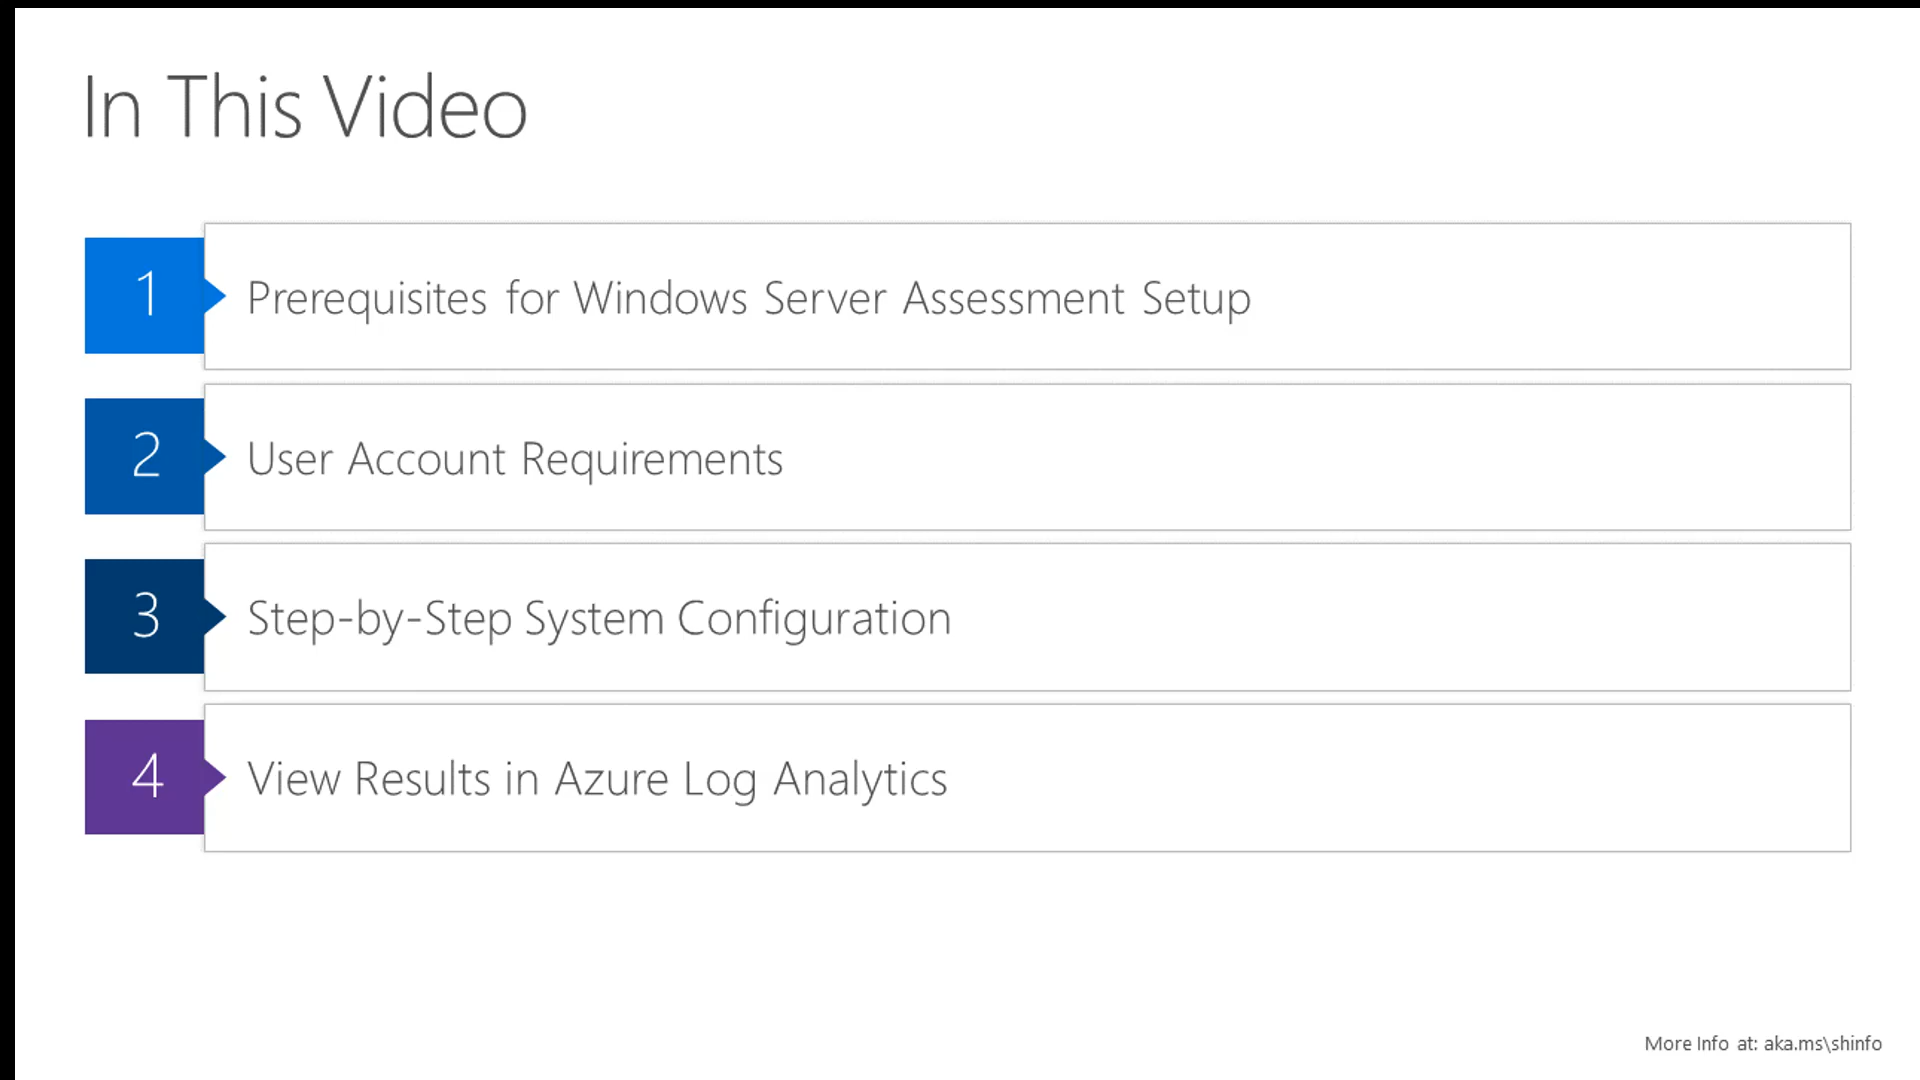 In This Video
1
Prerequisites for Windows Server Assessment Setup
2
User Account Requirements
3
Step-by-Step System Configuration
4
View Results in Azure Log Analytics
More Info at: aka.ms\shinfo